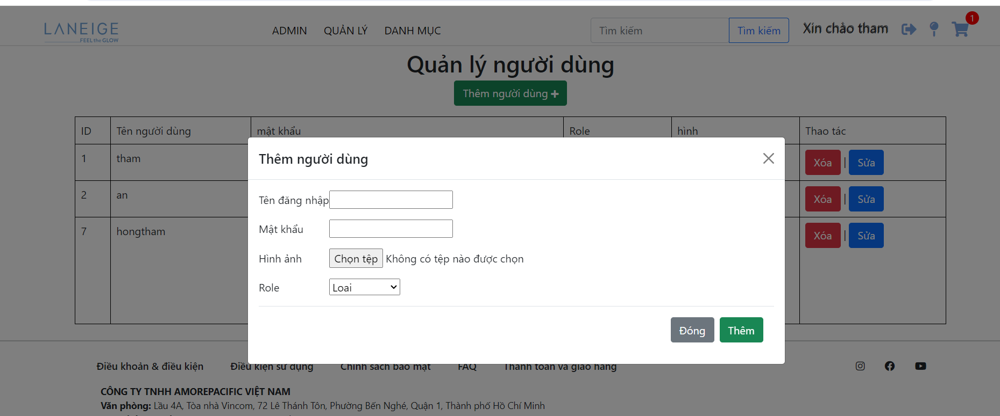 LANEIGE
FEEL the GLOW
ADMIN QUẢN LÝ DANH MỤC
Tìm kiếm Tìm kiếm Xin chào tham 1
Quản lý người dùng
Thêm người dùng
ID Tên người dùng mật khẩu Role hình Thao tác
Thêm người dùng
1 tham Xóa | Sửa
Tên đăng nhập
2 an Xóa | Sửa
Mật khẩu
7 hongtham Xóa | Sửa
Hình ảnh Chọn tệp Không có tệp nào được chọn
Role Loai
Đóng Thêm
Điều khoản & điều kiện Điều kiện sử dụng Chính sách bảo mật FAQ Thanh toán và giao hàng
CÔNG TY TNHH AMOREPACIFIC VIỆT NAM
Văn phòng: Lầu 4A, Tòa nhà Vincom, 72 Lê Thánh Tôn, Phường Bến Nghé, Quận 1, Thành phố Hồ Chí Minh